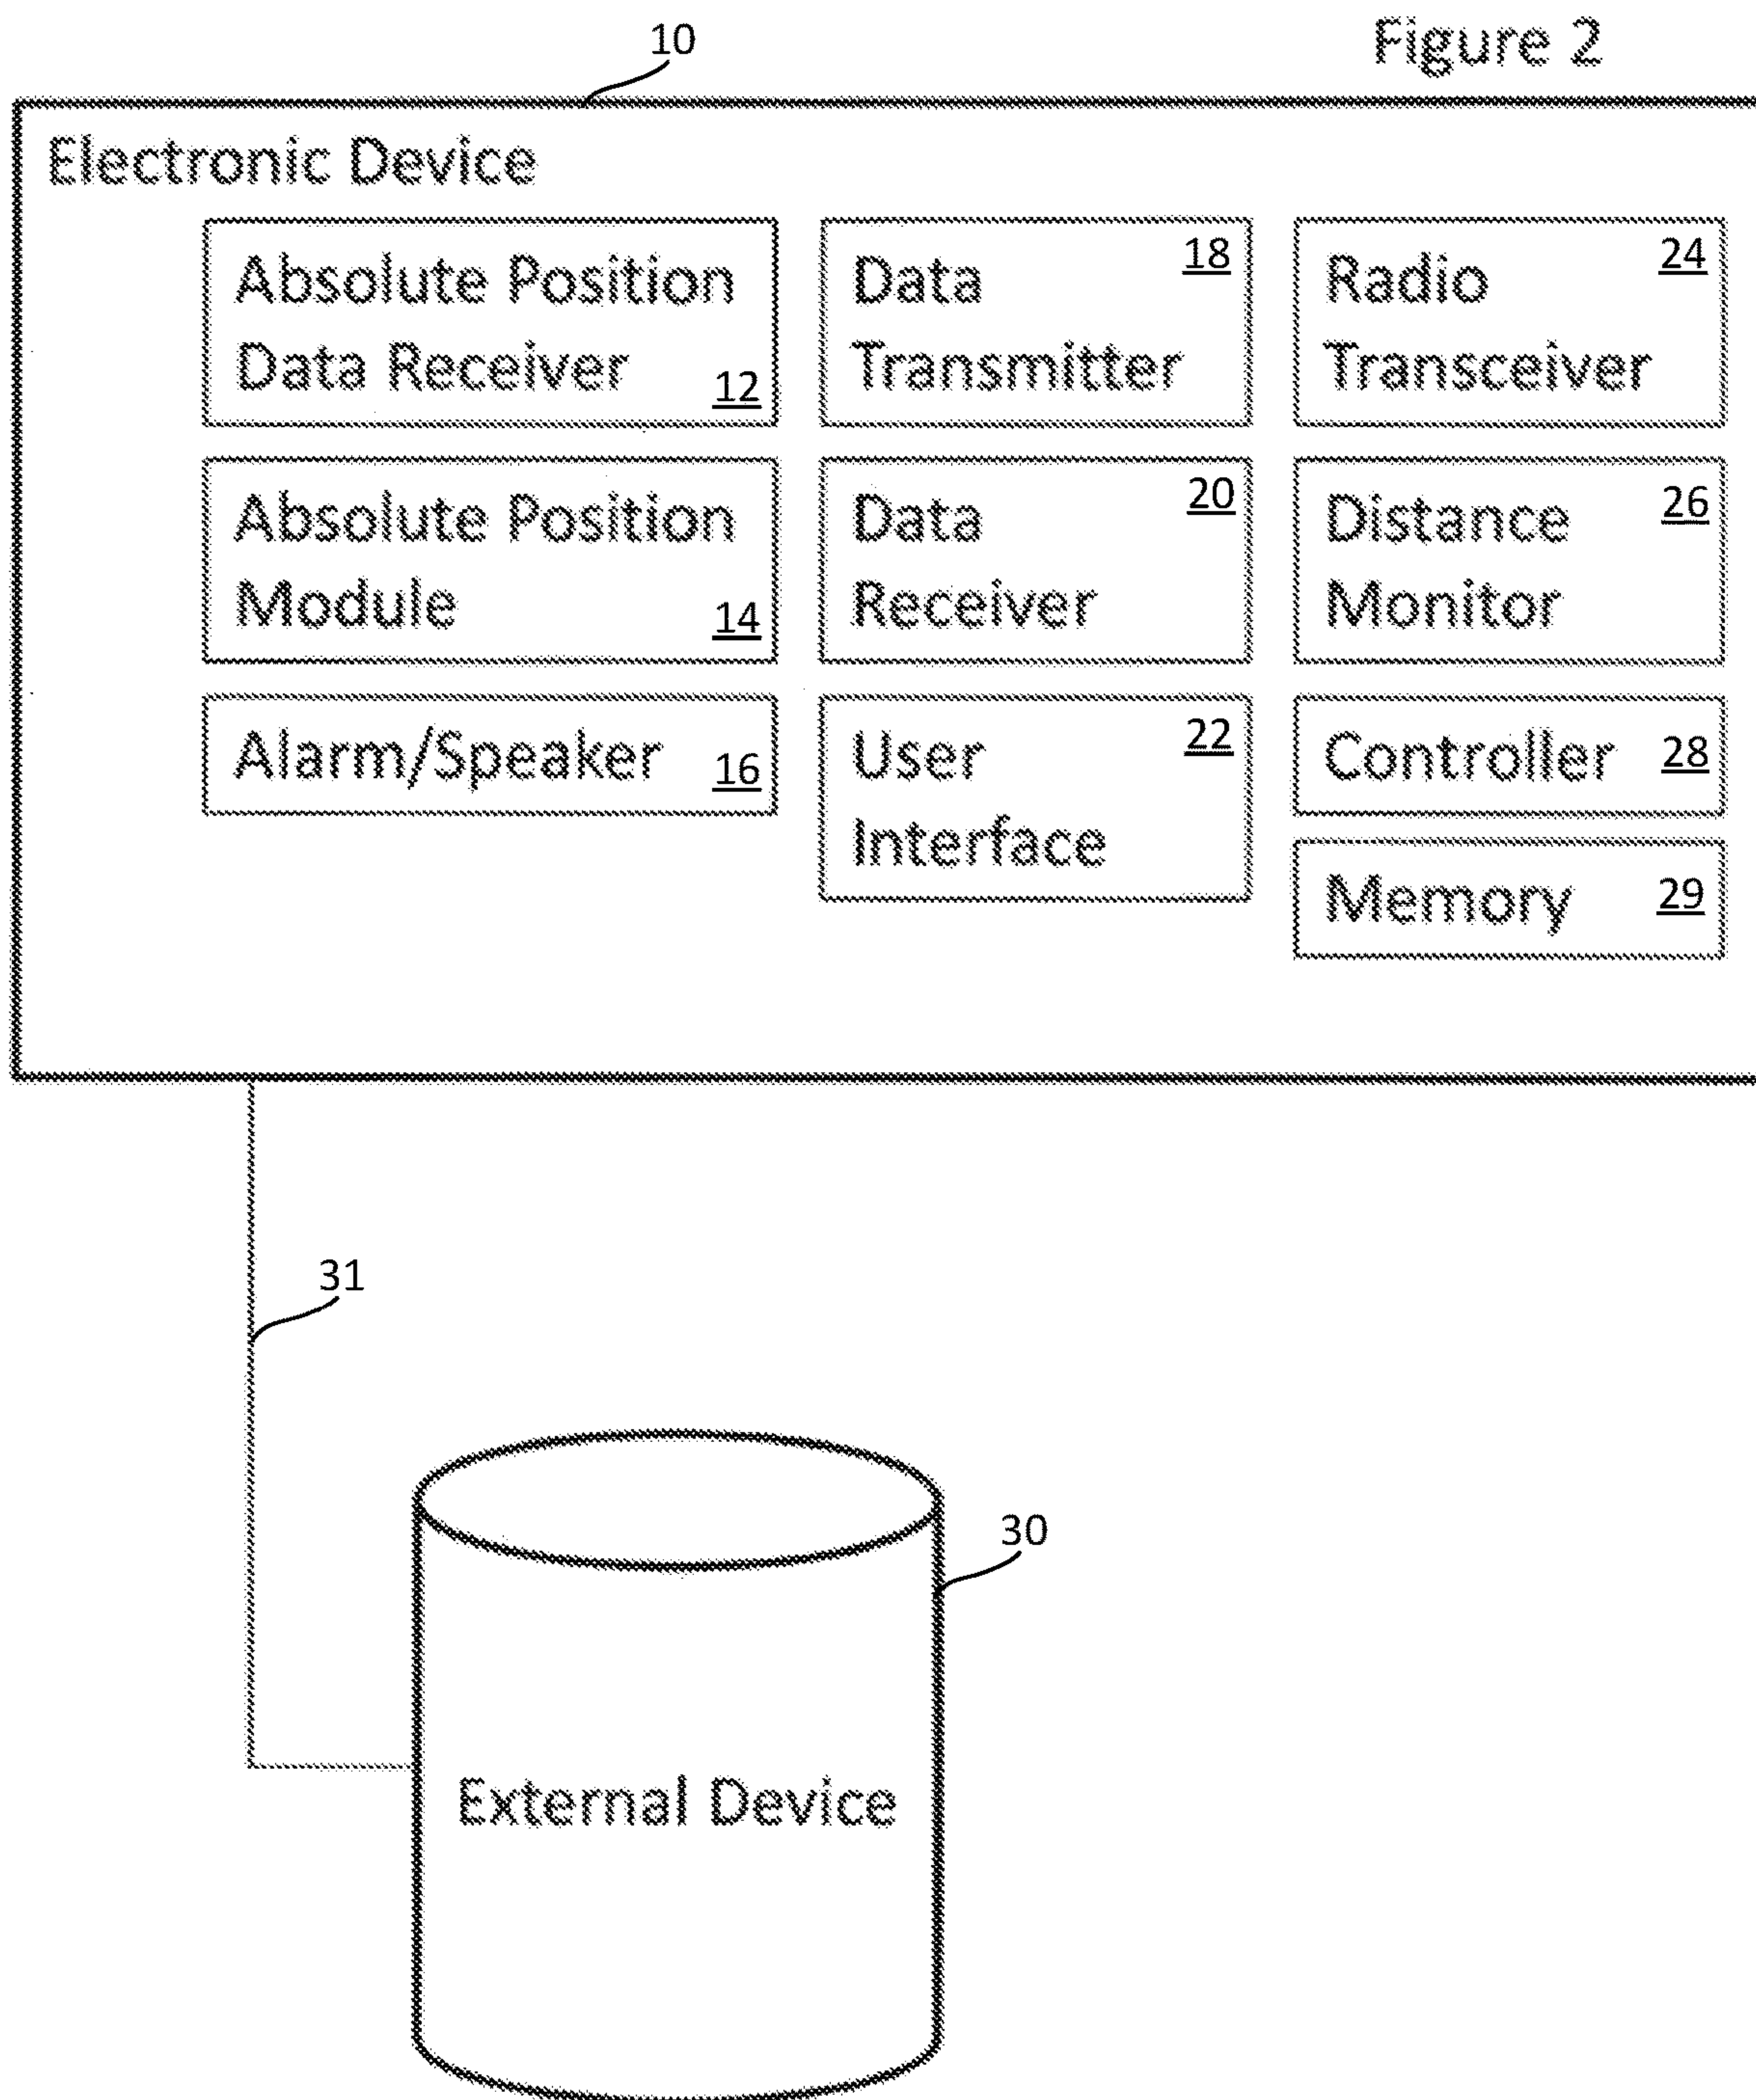 Figure 2
10
Electronic Device
Absolute Position
Data Receiver 12
Data 18
Transmitter
Radio 24
Transceiver
Absolute Position
Module 14
Data 20
Receiver
Distance 26
Monitor
Alarm/Speaker 16
User 22
Interface
Controller 28
Memory 29
31
30
External Device